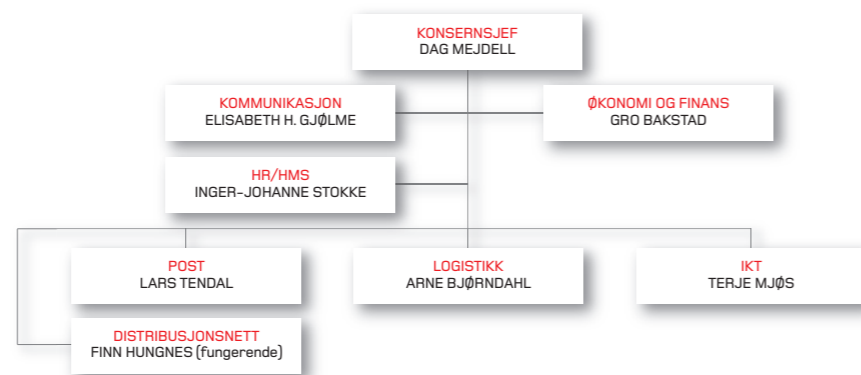 KONSERNSJEF
DAG MEJDELL
KOMMUNIKASJON
ELISABETH H. GJØLME
ØKONOMI OG FINANS
GRO BAKSTAD
HR/HMS
INGER-JOHANNE STOKKE
POST
LARS TENDAL
LOGISTIKK
ARNE BJØRNDAHL
IKT
TERJE MJØS
DISTRIBUSJONSNETT
FINN HUNGNES (fungerende)